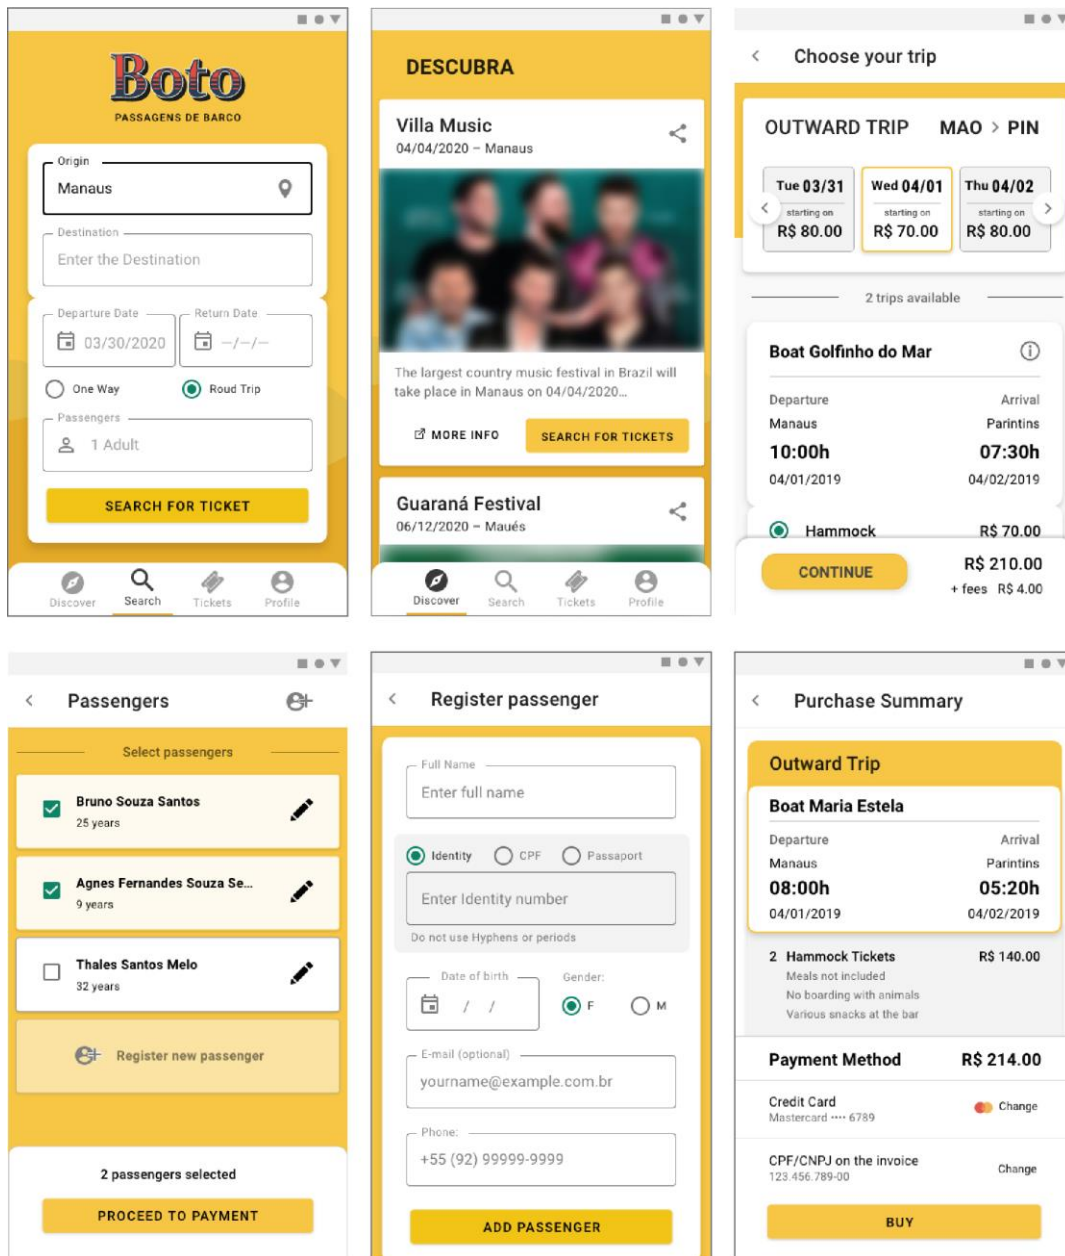 Boto
PASSAGENS DE BARCO
Origin
Manaus
Destination
Enter the Destination
Departure Date
Return Date
03/30/2020
–/–/–
One Way
Roud Trip
Passengers
1 Adult
SEARCH FOR TICKET
Discover
Search
Tickets
Profile
DESCUBRA
Villa Music
04/04/2020 – Manaus
The largest country music festival in Brazil will
take place in Manaus on 04/04/2020...
MORE INFO
SEARCH FOR TICKETS
Guaraná Festival
06/12/2020 – Maués
Discover
Search
Tickets
Profile
Choose your trip
OUTWARD TRIP MAO > PIN
Tue 03/31
starting on
R$ 80.00
Wed 04/01
starting on
R$ 70.00
Thu 04/02
starting on
R$ 80.00
2 trips available
Boat Golfinho do Mar
Departure Arrival
Manaus Parintins
10:00h 07:30h
04/01/2019 04/02/2019
Hammock R$ 70.00
CONTINUE
R$ 210.00
+ fees R$ 4.00
Passengers
Select passengers
Bruno Souza Santos
25 years
Agnes Fernandes Souza Se...
9 years
Thales Santos Melo
32 years
Register new passenger
2 passengers selected
PROCEED TO PAYMENT
Register passenger
Full Name
Enter full name
Identity CPF Passaport
Enter Identity number
Do not use Hyphens or periods
Date of birth
/ /
Gender:
F M
E-mail (optional)
yourname@example.com.br
Phone:
+55 (92) 99999-9999
ADD PASSENGER
Purchase Summary
Outward Trip
Boat Maria Estela
Departure Arrival
Manaus Parintins
08:00h 05:20h
04/01/2019 04/02/2019
2 Hammock Tickets R$ 140.00
Meals not included
No boarding with animals
Various snacks at the bar
Payment Method R$ 214.00
Credit Card
Mastercard •••• 6789
Change
CPF/CNPJ on the invoice
123.456.789-00
Change
BUY